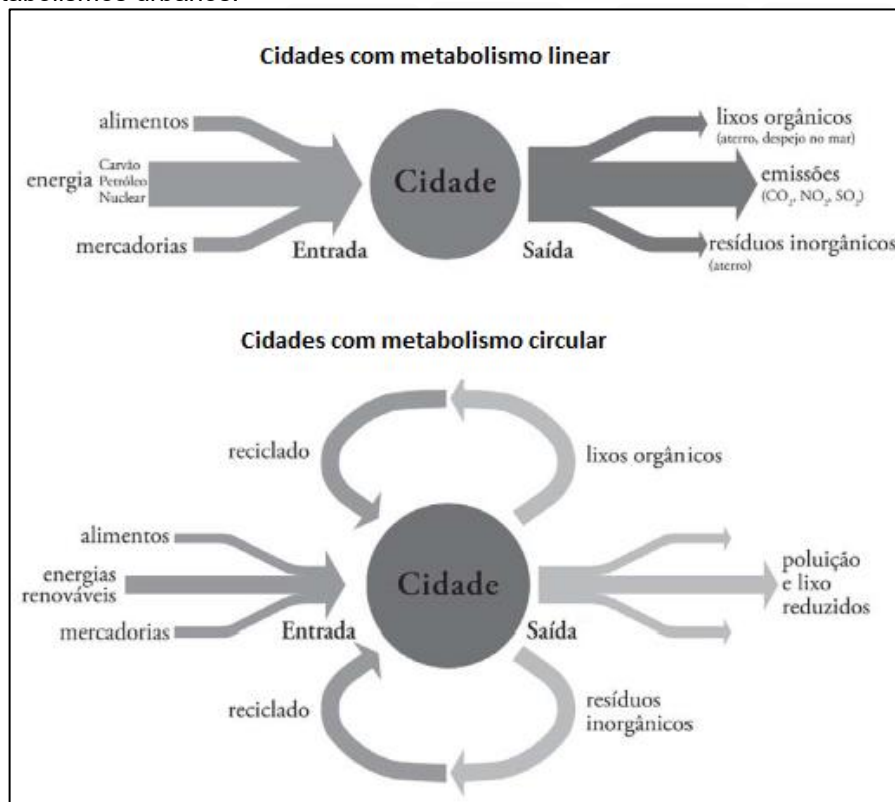 tabolismos urbanos.
Cidades com metabolismo linear
alimentos
energia
Carvão
Petróleo
Nuclear
mercadorias
Entrada
Cidade
Saída
lixos orgânicos
(aterro, despejo no mar)
emissões
(CO₂, NO₂, SO₂)
resíduos inorgânicos
(aterro)
Cidades com metabolismo circular
reciclado
lixos orgânicos
alimentos
energias
renováveis
mercadorias
Entrada
Cidade
Saída
poluição
e lixo
reduzidos
reciclado
resíduos
inorgânicos